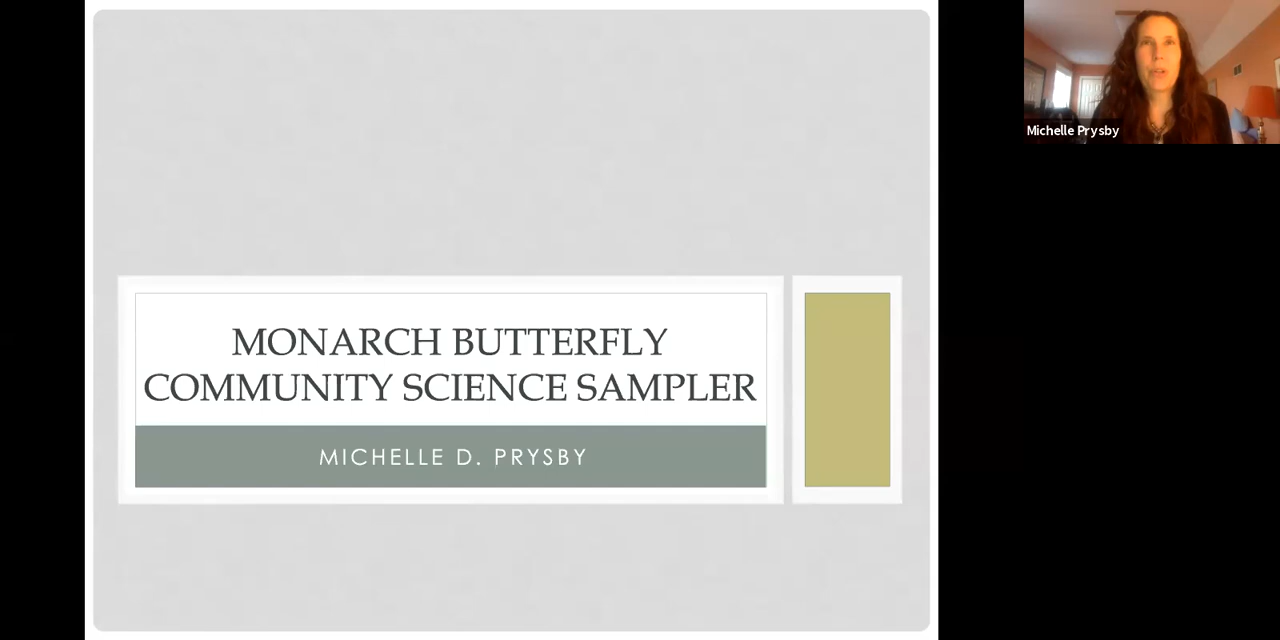 MONARCH BUTTERFLY
COMMUNITY SCIENCE SAMPLER
MICHELLE D. PRYSBY
Michelle Prysby